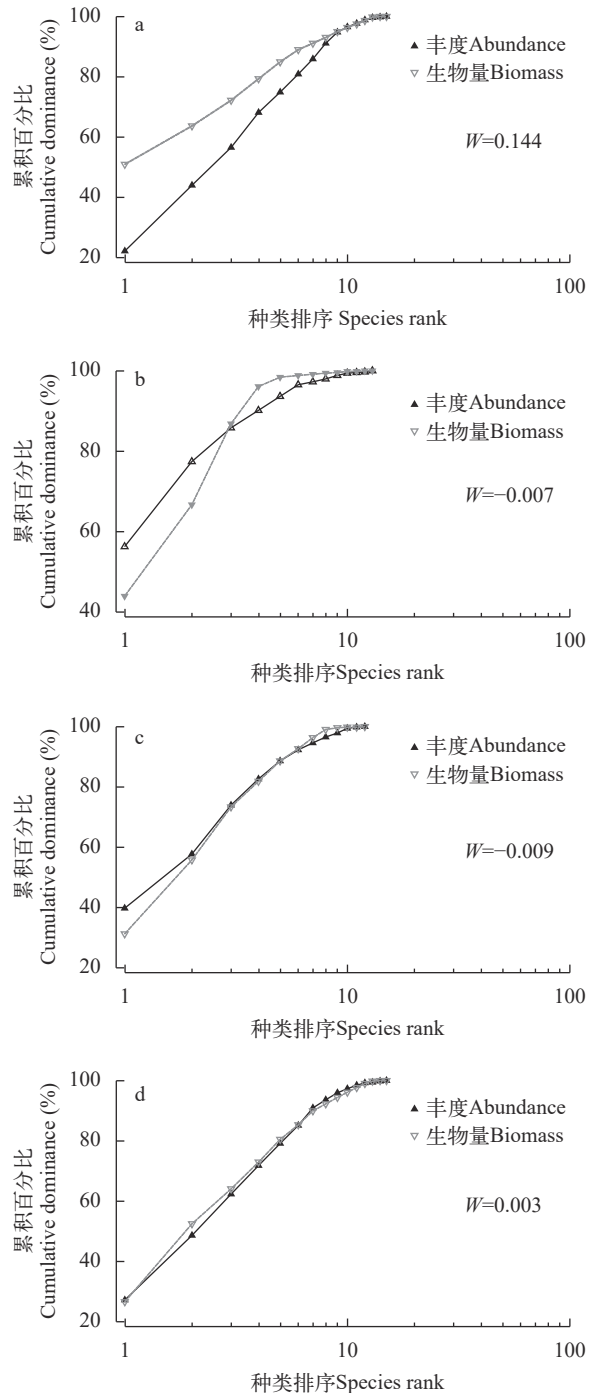 100
80
60
40
20
累积百分比
Cumulative dominance (%)
a
丰度Abundance
生物量Biomass
W=0.144
1
10
100
种类排序 Species rank
100
80
60
40
累积百分比
Cumulative dominance (%)
b
丰度Abundance
生物量Biomass
W=−0.007
1
10
100
种类排序Species rank
100
80
60
40
20
累积百分比
Cumulative dominance (%)
c
丰度Abundance
生物量Biomass
W=−0.009
1
10
100
种类排序Species rank
100
80
60
40
20
累积百分比
Cumulative dominance (%)
d
丰度Abundance
生物量Biomass
W=0.003
1
10
100
种类排序Species rank